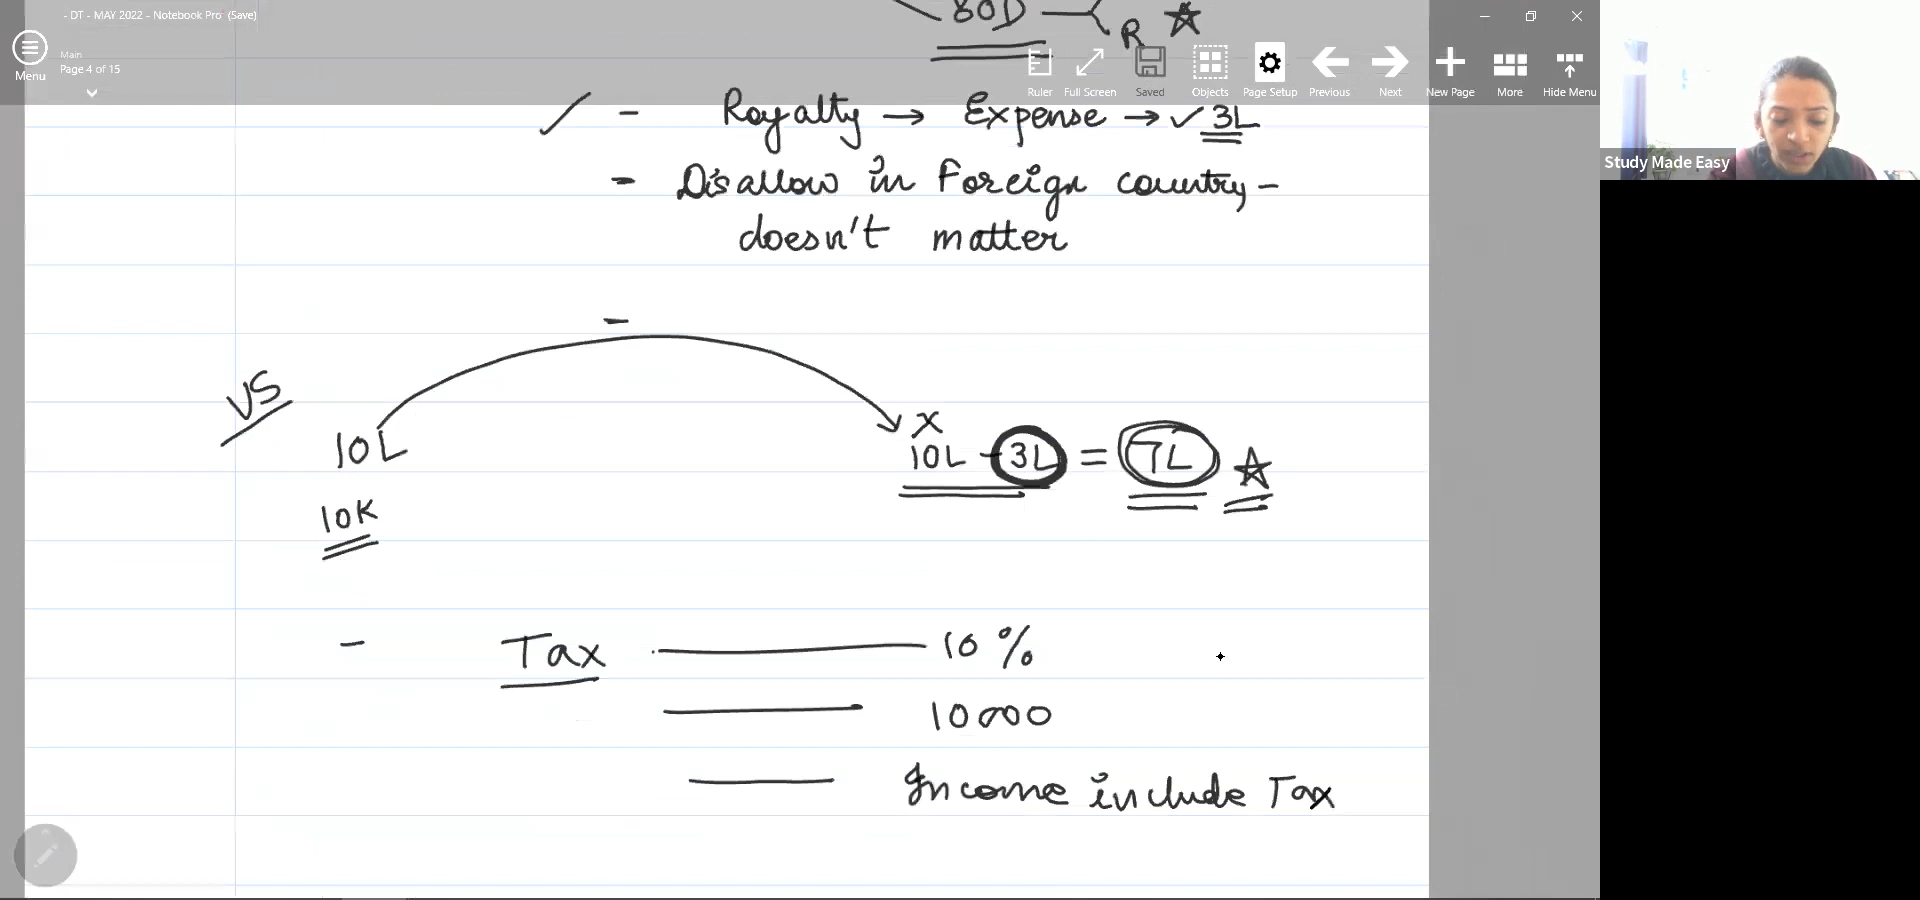 - DT - MAY 2022 - Notebook Pro (Save)
Menu
Main
Page 4 of 15
80D
R
Ruler Full Screen Saved Objects Page Setup Previous Next New Page More Hide Menu
Study Made Easy
✓ - Royalty → Expense → ✓ 3L
- Disallow in Foreign country -
doesn't matter
-
VS
x
10L 10L - 3L = 7L ☆
10K
- Tax 10 %
10000
Income include Tax